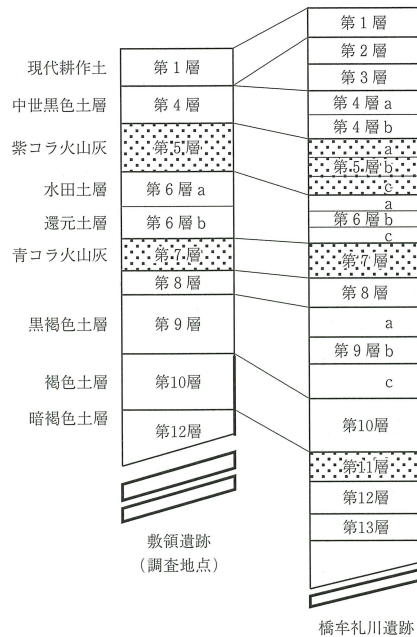 現代耕作土
中世黒色土層
紫コラ火山灰
水田土層
還元土層
青コラ火山灰
黒褐色土層
褐色土層
暗褐色土層
第1層
第4層
第5層
第6層a
第6層b
第7層
第8層
第9層
第10層
第12層
敷領遺跡
(調査地点)
第1層
第2層
第3層
第4層a
第4層b
a
第5層b
c
a
第6層b
c
第7層
第8層
a
第9層b
c
第10層
第11層
第12層
第13層
橋牟礼川遺跡